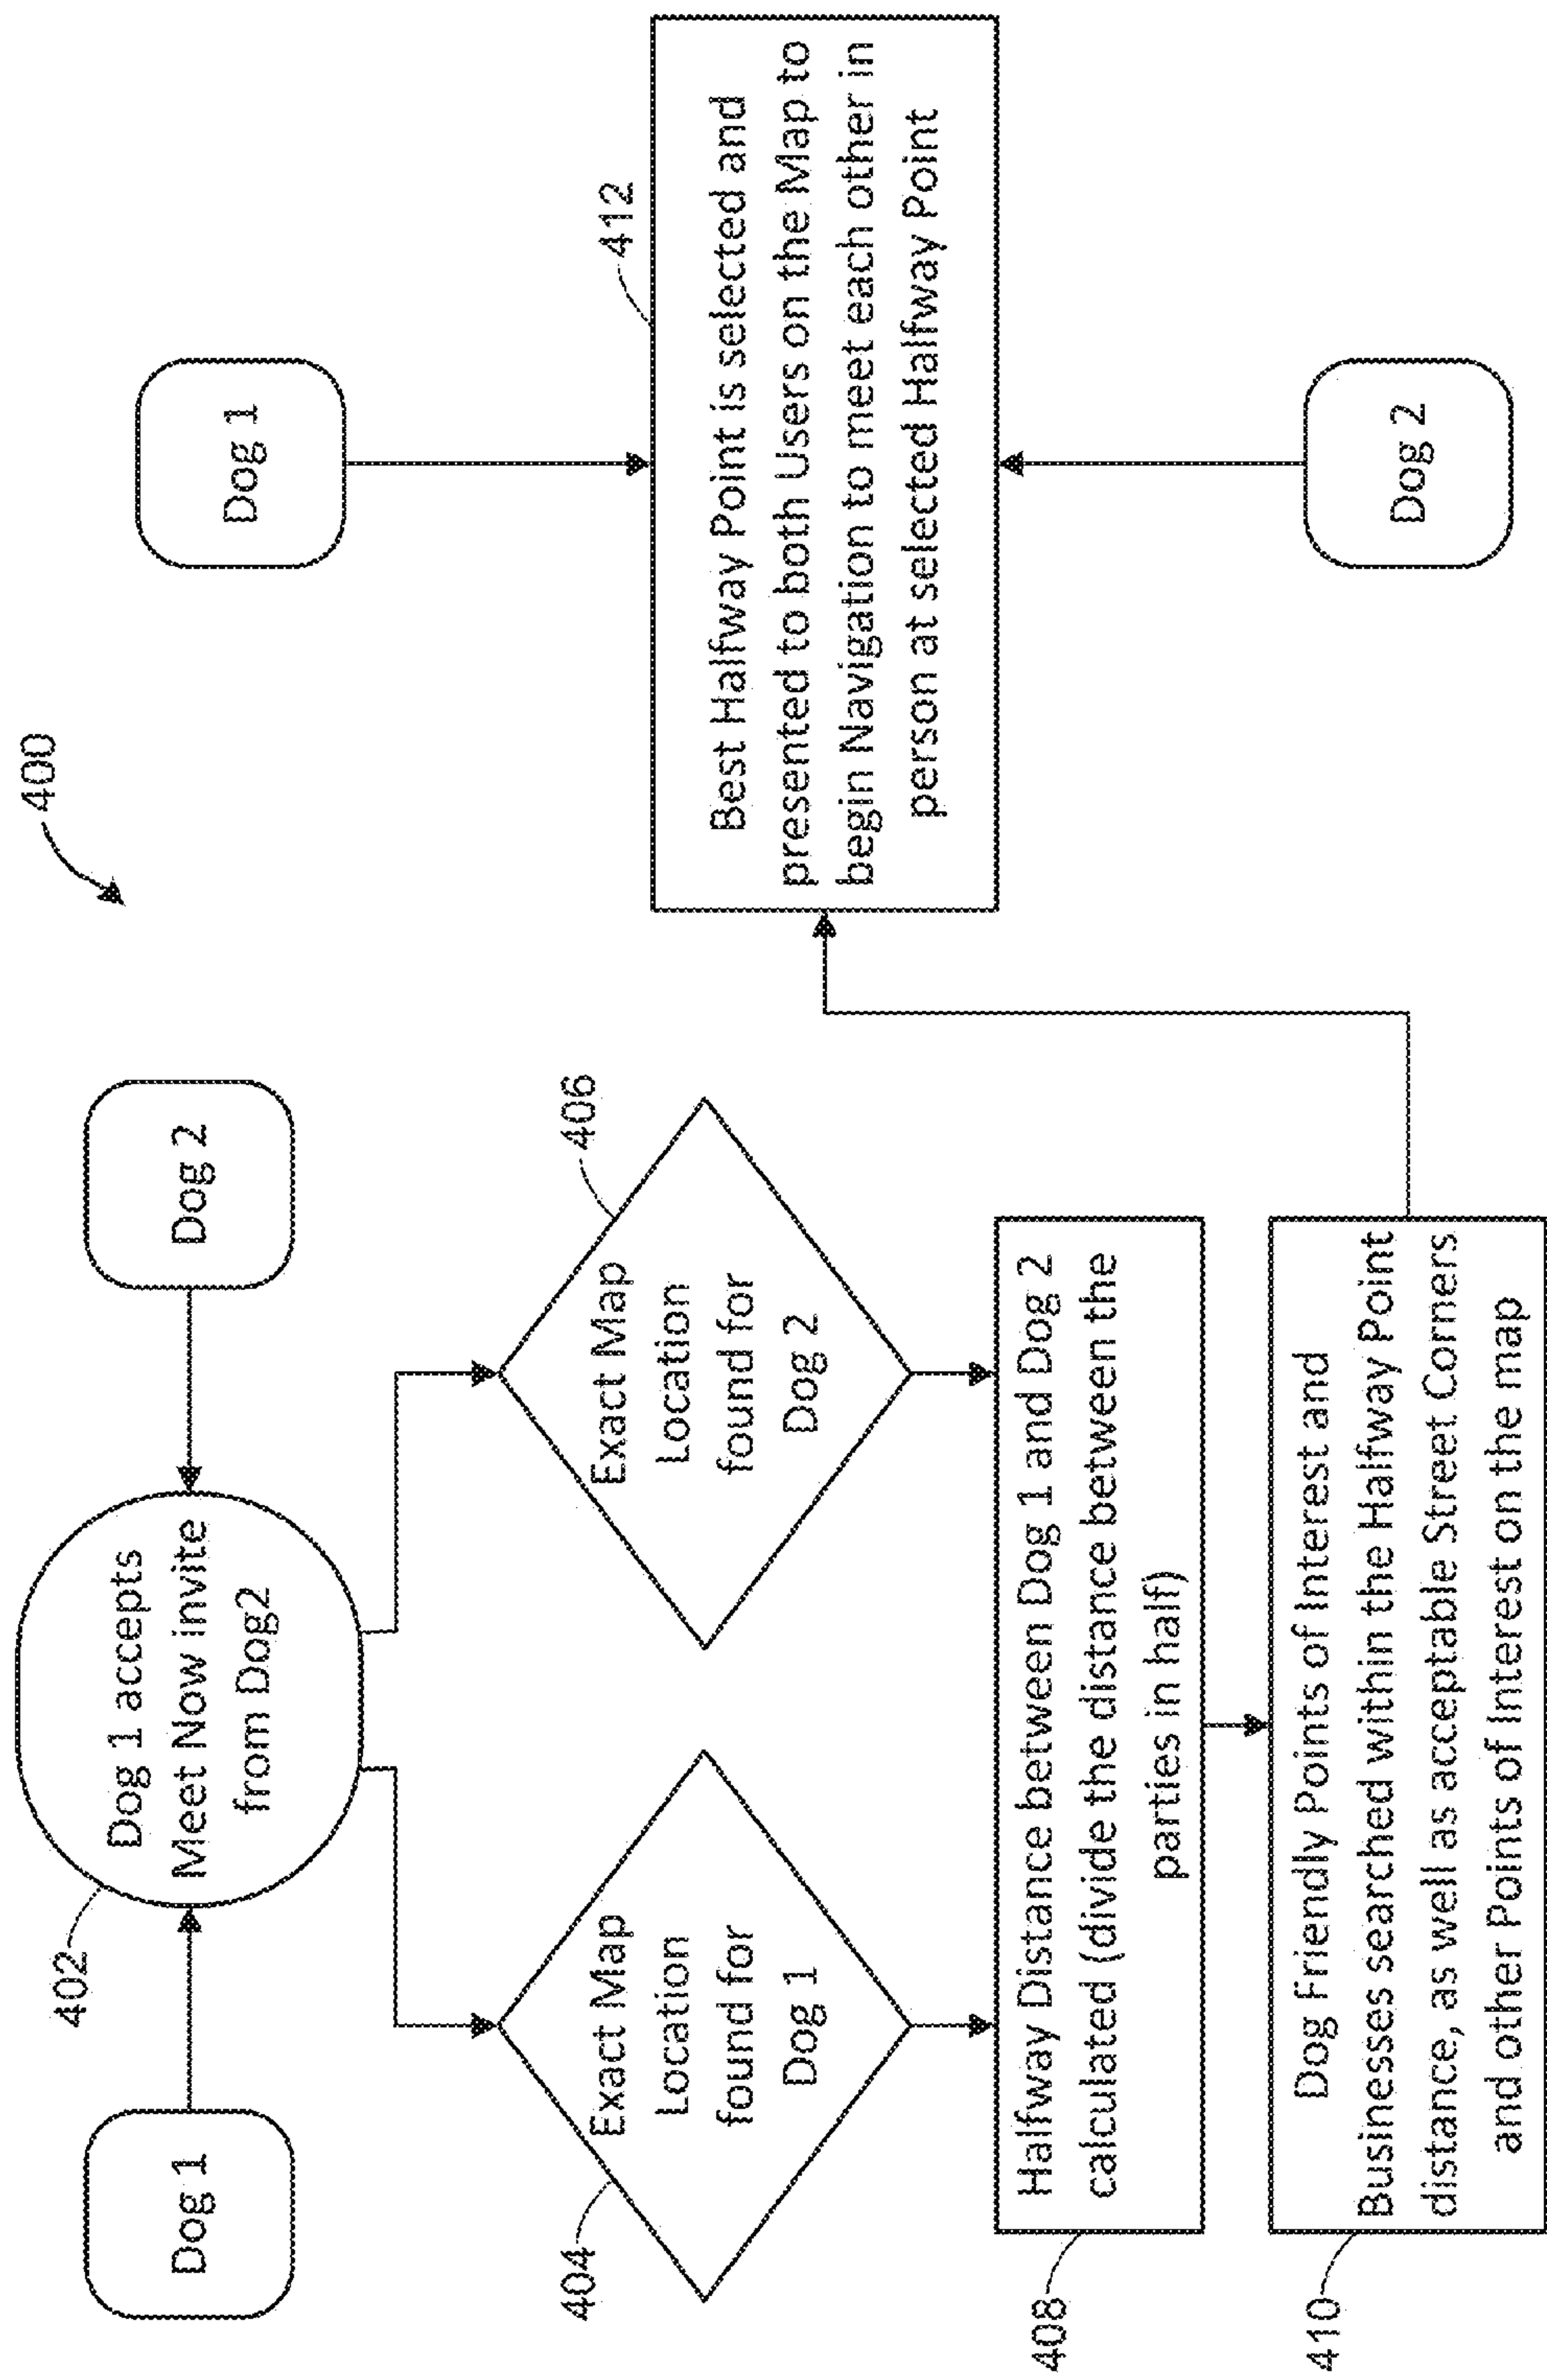 400
Dog 1
402
Dog 1 accepts
Meet Now invite
from Dog2
Dog 2
404
Exact Map
Location
found for
Dog 1
406
Exact Map
Location
found for
Dog 2
408
Halfway Distance between Dog 1 and Dog 2
calculated (divide the distance between the
parties in half)
410
Dog Friendly Points of Interest and
Businesses searched within the Halfway Point
distance, as well as acceptable Street Corners
and other Points of Interest on the map
Dog 1
412
Best Halfway Point is selected and
presented to both Users on the Map to
begin Navigation to meet each other in
person at selected Halfway Point
Dog 2